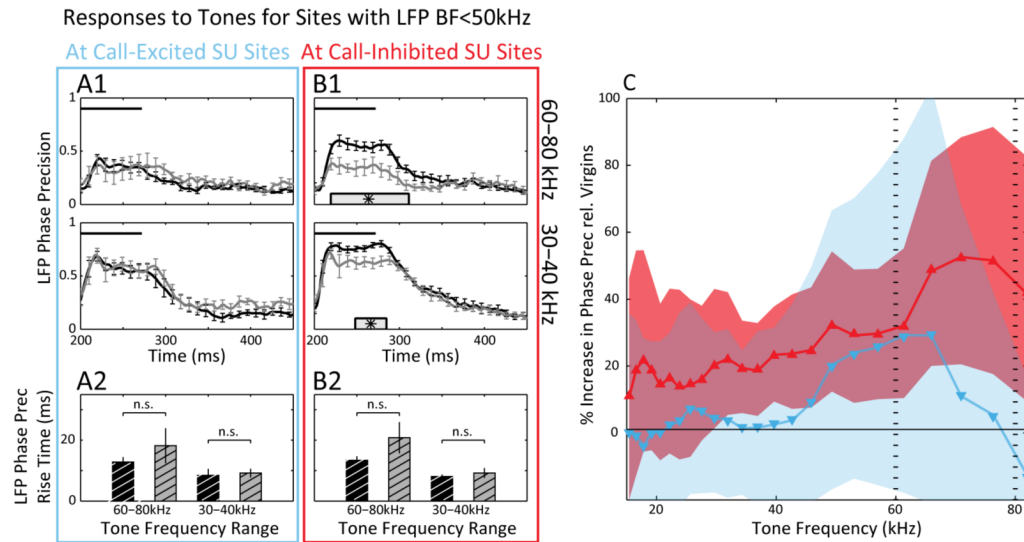 Responses to Tones for Sites with LFP BF<50kHz
At Call-Excited SU Sites
At Call-Inhibited SU Sites
A1
B1
C
LFP Phase Precision
1
0.5
0
1
0.5
0
200 300 400
Time (ms)
200 300 400
Time (ms)
*
*
60−80 kHz
30−40 kHz
A2
B2
LFP Phase Prec
Rise Time (ms)
20
0
n.s.
n.s.
n.s.
n.s.
60−80kHz 30−40kHz
Tone Frequency Range
60−80kHz 30−40kHz
Tone Frequency Range
% Increase in Phase Prec rel. Virgins
100
80
60
40
20
0
20 40 60 80
Tone Frequency (kHz)